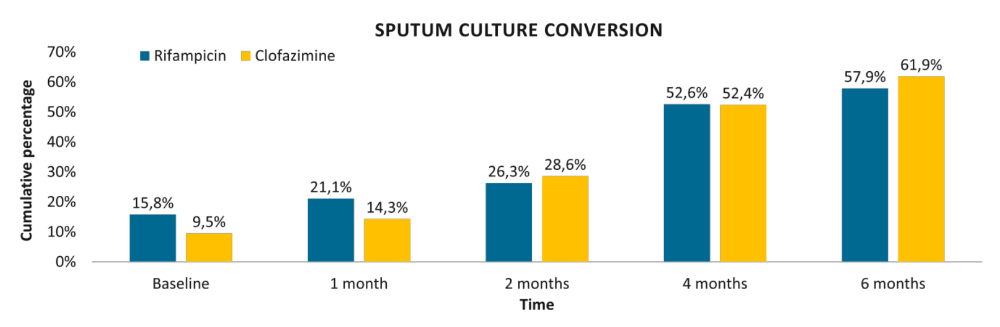 SPUTUM CULTURE CONVERSION
Rifampicin Clofazimine
Cumulative percentage
70%
60%
50%
40%
30%
20%
10%
0%
15,8% 9,5%
21,1% 14,3%
26,3% 28,6%
52,6% 52,4%
57,9% 61,9%
Baseline 1 month 2 months 4 months 6 months
Time